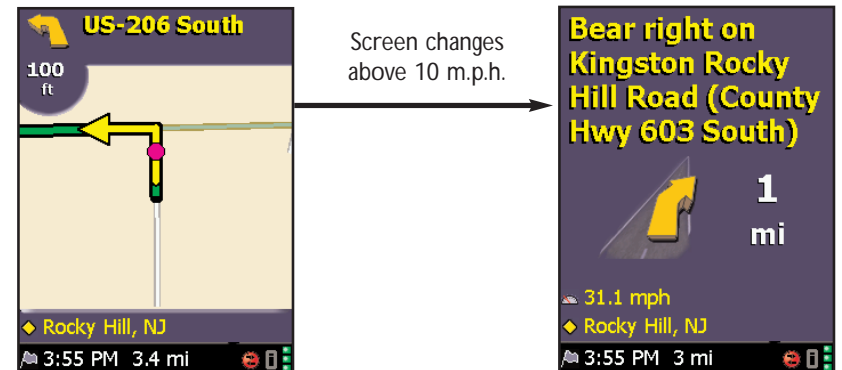 US-206 South
100
ft
Rocky Hill, NJ
3:55 PM 3.4 mi
Screen changes
above 10 m.p.h.
Bear right on
Kingston Rocky
Hill Road (County
Hwy 603 South)
1
mi
31.1 mph
Rocky Hill, NJ
3:55 PM 3 mi